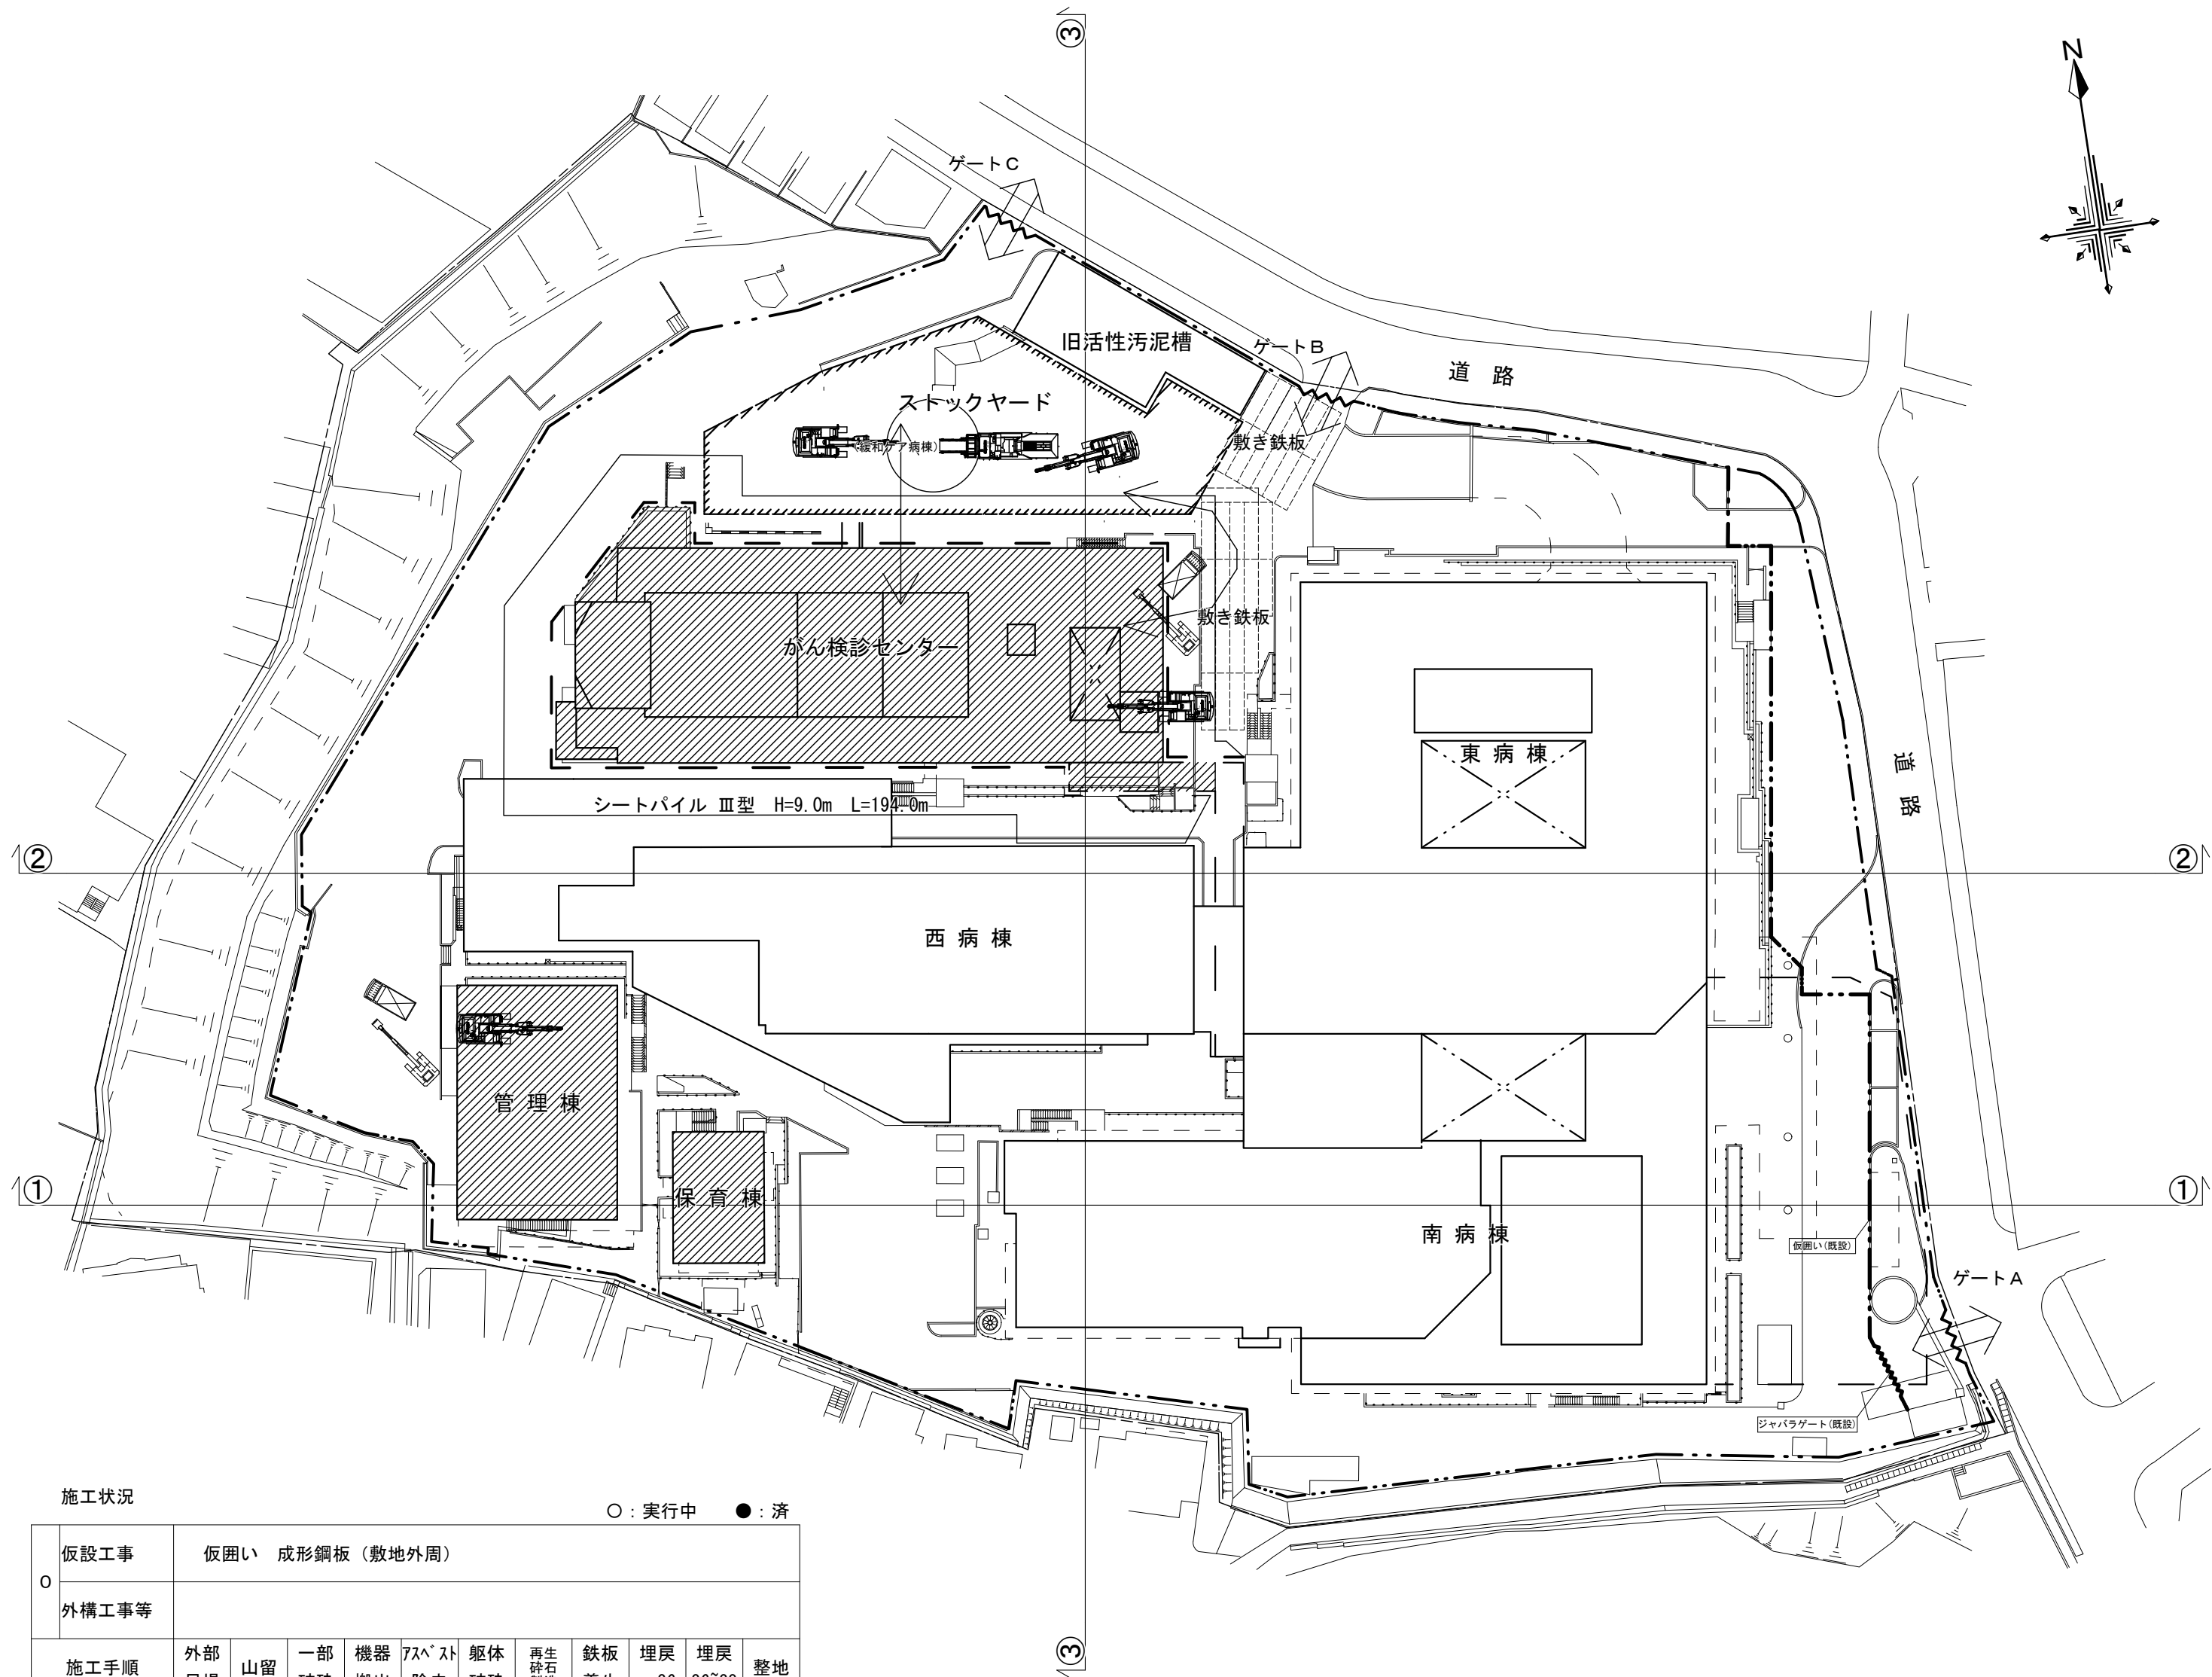 ③
N
ゲートC
旧活性汚泥槽
ゲートB
道 路
ストックヤード
(緩和ケア病棟)
敷き鉄板
敷き鉄板
がん検診センター
東 病 棟
道 路
シートパイル Ⅲ型 H=9.0m L=194.0m
② ②
西 病 棟
管 理 棟
保 育 棟
① ①
南 病 棟
仮囲い(既設)
ゲートA
ジャバラゲート(既設)
施工状況
○：実行中 ●：済
0 仮設工事 仮囲い 成形鋼板（敷地外周）
外構工事等
③
施工手順 外部 山留 一部 機器 アスベスト 躯体 再生砕石 鉄板 埋戻 埋戻 整地